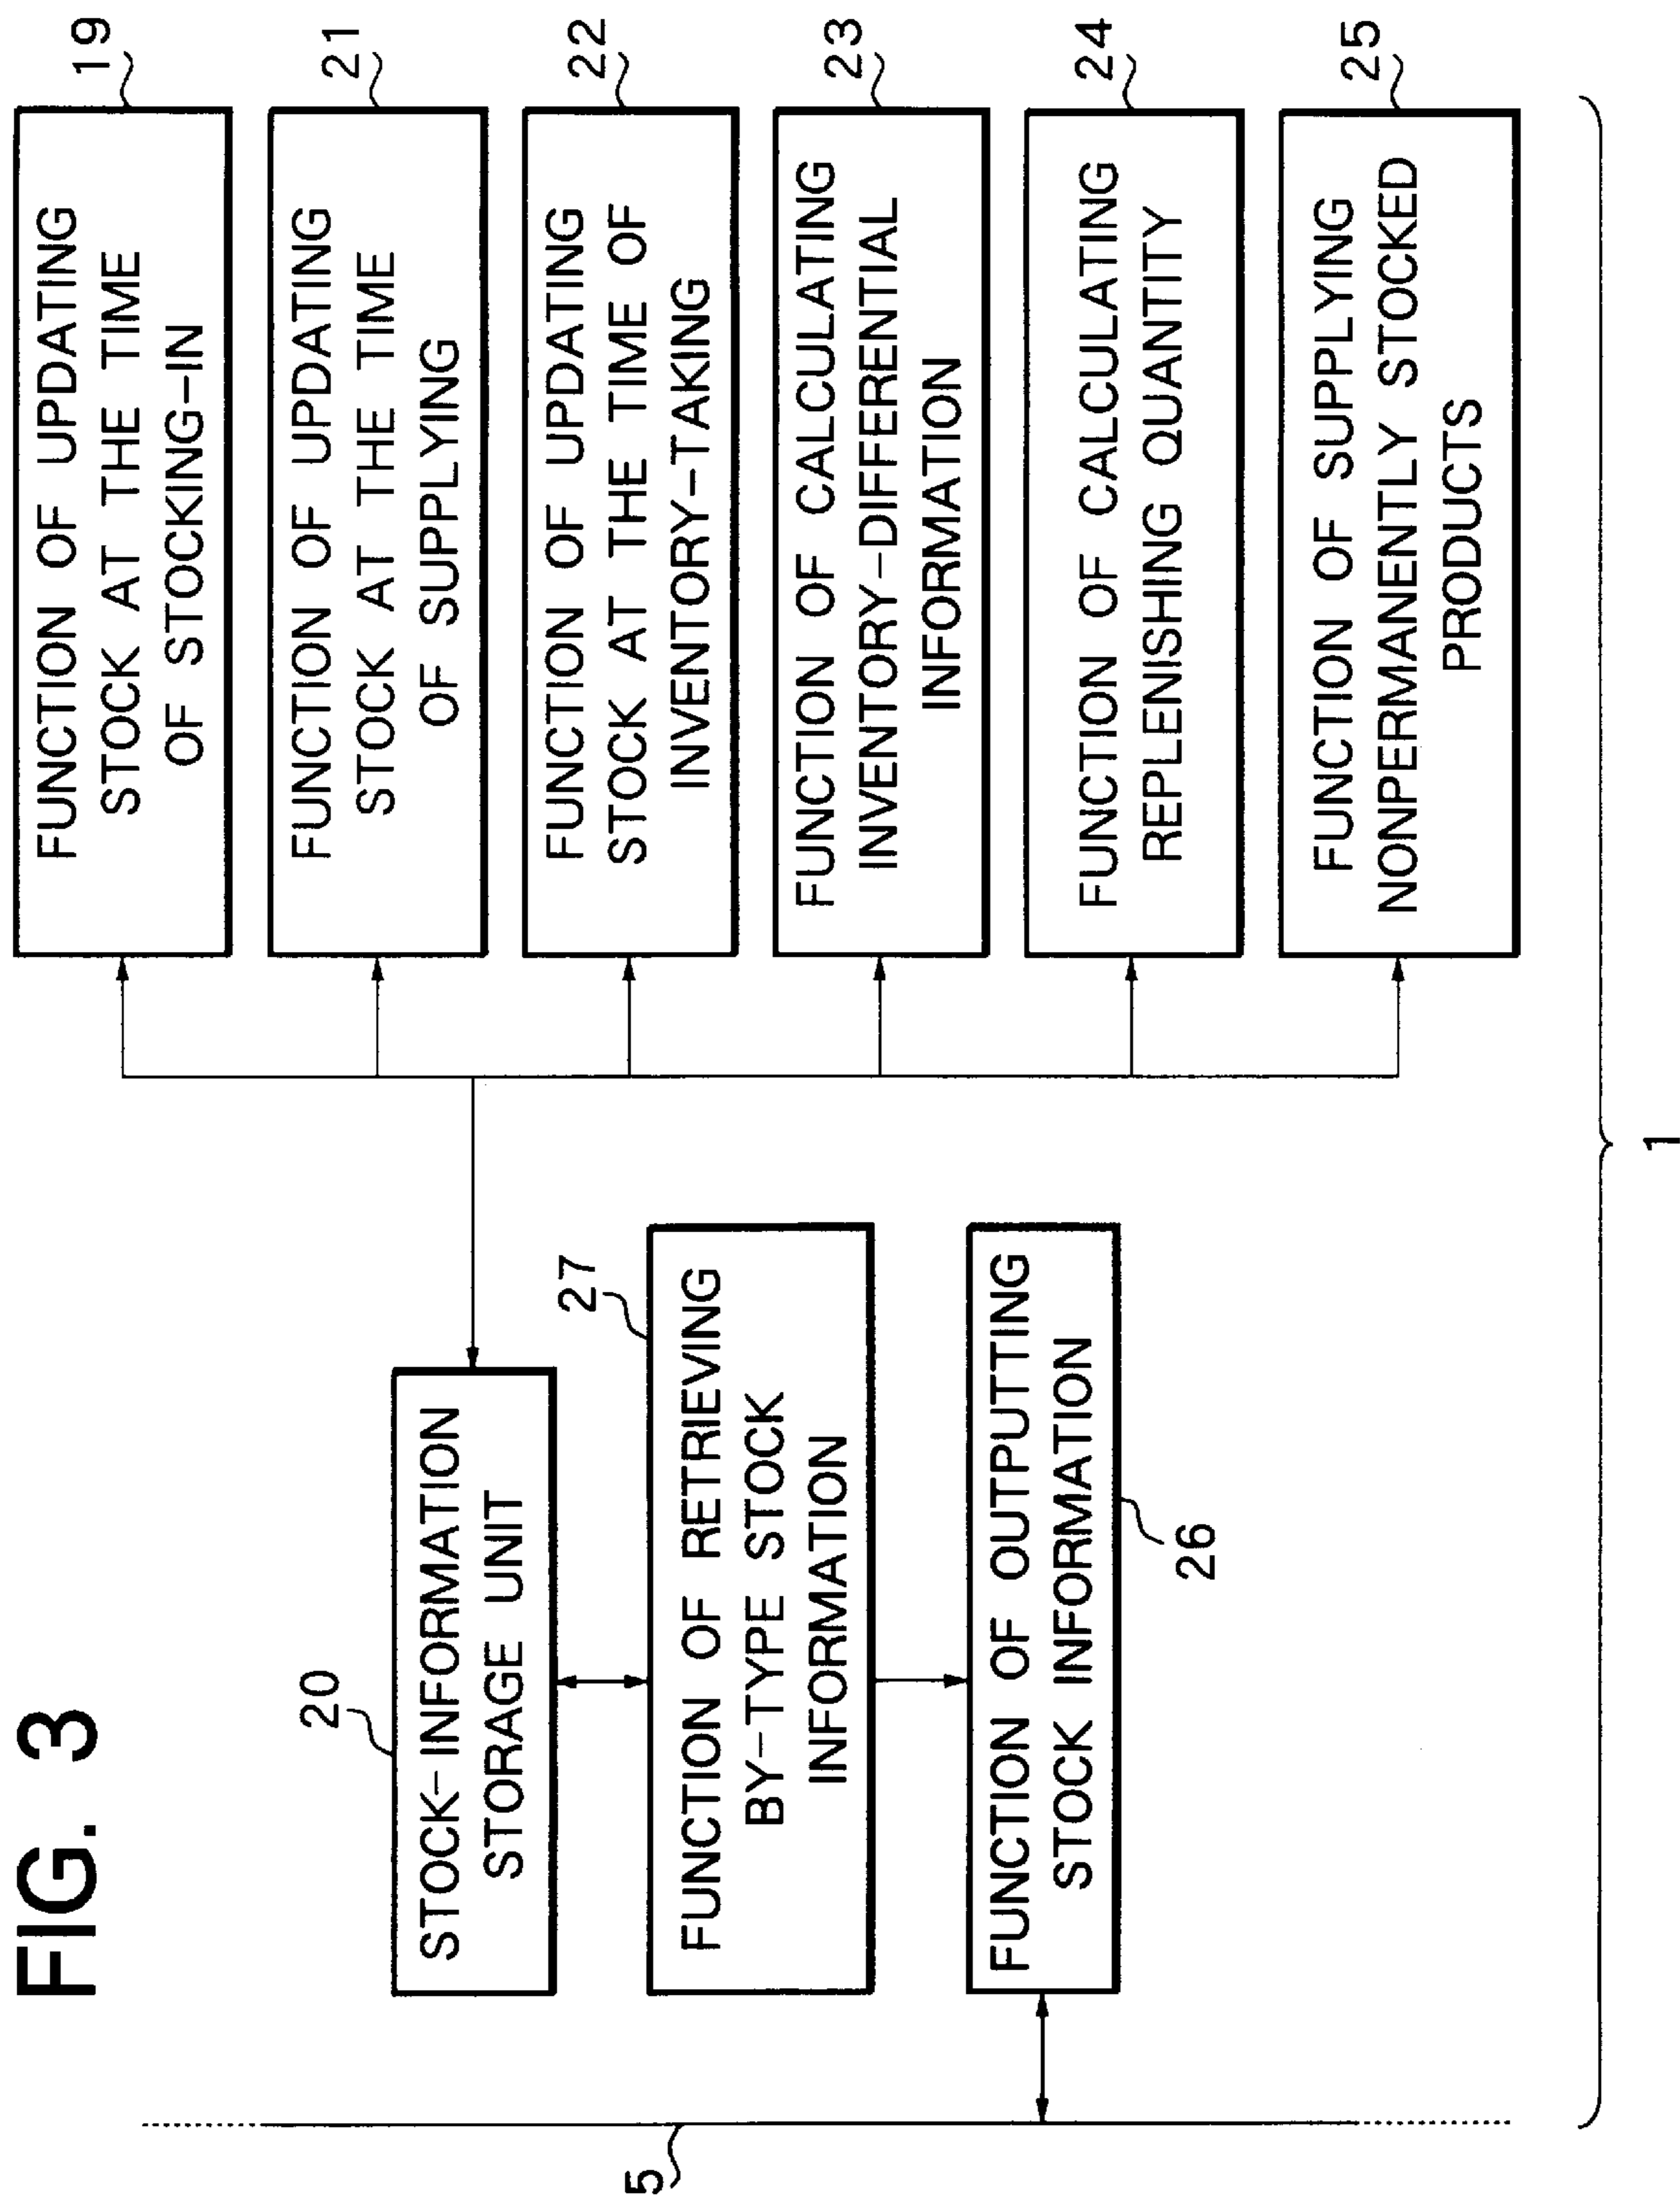 FIG. 3
20
STOCK-INFORMATION
STORAGE UNIT
27
FUNCTION OF RETRIEVING
BY-TYPE STOCK
INFORMATION
FUNCTION OF OUTPUTTING
STOCK INFORMATION
26
5
19
FUNCTION OF UPDATING
STOCK AT THE TIME
OF STOCKING-IN
21
FUNCTION OF UPDATING
STOCK AT THE TIME
OF SUPPLYING
22
FUNCTION OF UPDATING
STOCK AT THE TIME OF
INVENTORY-TAKING
23
FUNCTION OF CALCULATING
INVENTORY-DIFFERENTIAL
INFORMATION
24
FUNCTION OF CALCULATING
REPLENISHING QUANTITY
25
FUNCTION OF SUPPLYING
NONPERMANENTLY STOCKED
PRODUCTS
1